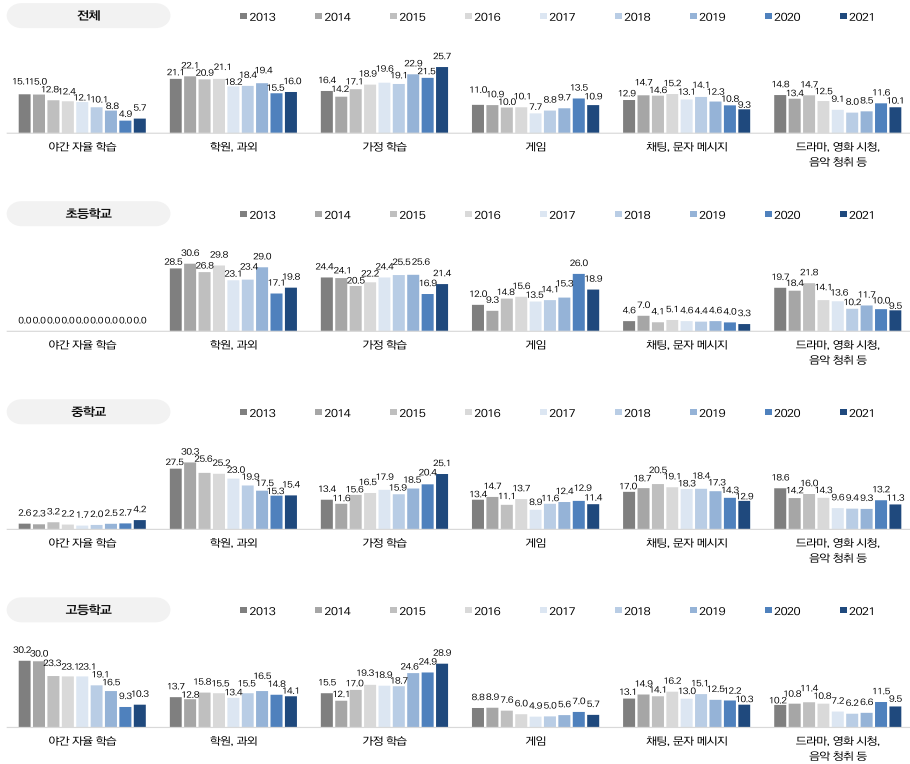 전체
2013 2014 2015 2016 2017 2018 2019 2020 2021
15.1 15.0 12.8 12.4 12.1 10.1 8.8 4.9 5.7
21.1 22.1 20.9 21.1 18.2 18.4 19.4 15.5 16.0
16.4 14.2 17.1 18.9 19.6 19.1 22.9 21.5 25.7
11.0 10.9 10.0 10.1 7.7 8.8 9.7 13.5 10.9
12.9 14.7 14.6 15.2 13.1 14.1 12.3 10.8 9.3
14.8 13.4 14.7 12.5 9.1 8.0 8.5 11.6 10.1
야간 자율 학습
학원, 과외
가정 학습
게임
채팅, 문자 메시지
드라마, 영화 시청,
음악 청취 등
초등학교
2013 2014 2015 2016 2017 2018 2019 2020 2021
0.0 0.0 0.0 0.0 0.0 0.0 0.0 0.0 0.0
28.5 30.6 26.8 29.8 23.1 23.4 29.0 17.1 19.8
24.4 24.1 20.5 22.2 24.4 25.5 25.6 16.9 21.4
12.0 9.3 14.8 15.6 13.5 14.1 15.3 26.0 18.9
4.6 7.0 4.1 5.1 4.6 4.4 4.6 4.0 3.3
19.7 18.4 21.8 14.1 13.6 10.2 11.7 10.0 9.5
야간 자율 학습
학원, 과외
가정 학습
게임
채팅, 문자 메시지
드라마, 영화 시청,
음악 청취 등
중학교
2013 2014 2015 2016 2017 2018 2019 2020 2021
2.6 2.3 3.2 2.2 1.7 2.0 2.5 2.7 4.2
27.5 30.3 25.6 25.2 23.0 19.9 17.5 15.3 15.4
13.4 11.6 15.6 16.5 17.9 15.9 18.5 20.4 25.1
13.4 14.7 11.1 13.7 8.9 11.6 12.4 12.9 11.4
17.0 18.7 20.5 19.1 18.3 18.4 17.3 14.3 12.9
18.6 14.2 16.0 14.3 9.6 9.4 9.3 13.2 11.3
야간 자율 학습
학원, 과외
가정 학습
게임
채팅, 문자 메시지
드라마, 영화 시청,
음악 청취 등
고등학교
2013 2014 2015 2016 2017 2018 2019 2020 2021
30.2 30.0 23.3 23.1 23.1 19.1 16.5 9.3 10.3
13.7 12.8 15.8 15.5 13.4 15.5 16.5 14.8 14.1
15.5 12.1 17.0 19.3 18.9 18.7 24.6 24.9 28.9
8.8 8.9 7.6 6.0 4.9 5.0 5.6 7.0 5.7
13.1 14.9 14.1 16.2 13.0 15.1 12.5 12.2 10.3
10.2 10.8 11.4 10.8 7.2 6.2 6.6 11.5 9.5
야간 자율 학습
학원, 과외
가정 학습
게임
채팅, 문자 메시지
드라마, 영화 시청,
음악 청취 등